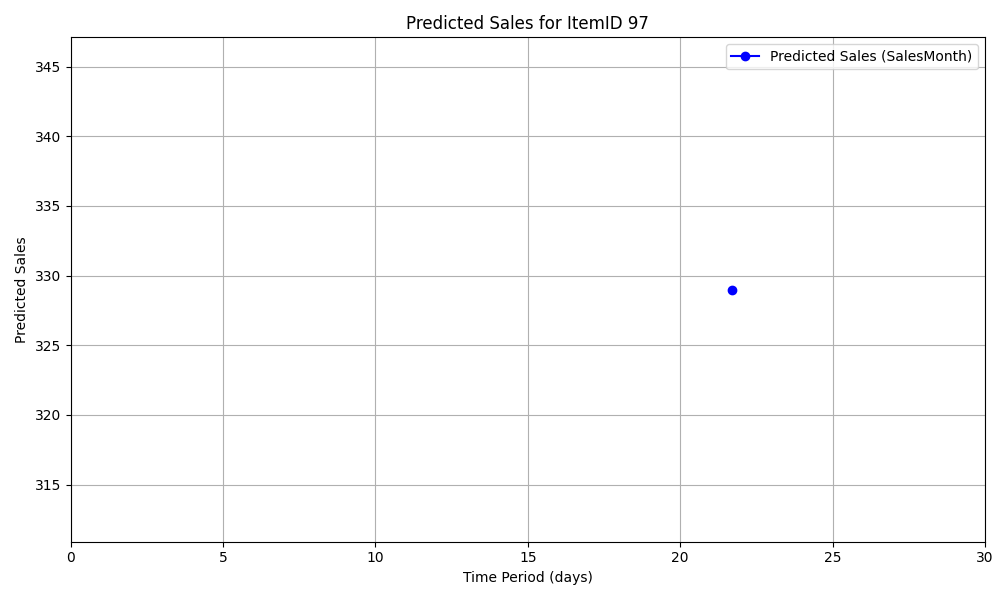 Predicted Sales for ItemID 97
Predicted Sales (SalesMonth)
Predicted Sales
345
340
335
330
325
320
315
0 5 10 15 20 25 30
Time Period (days)